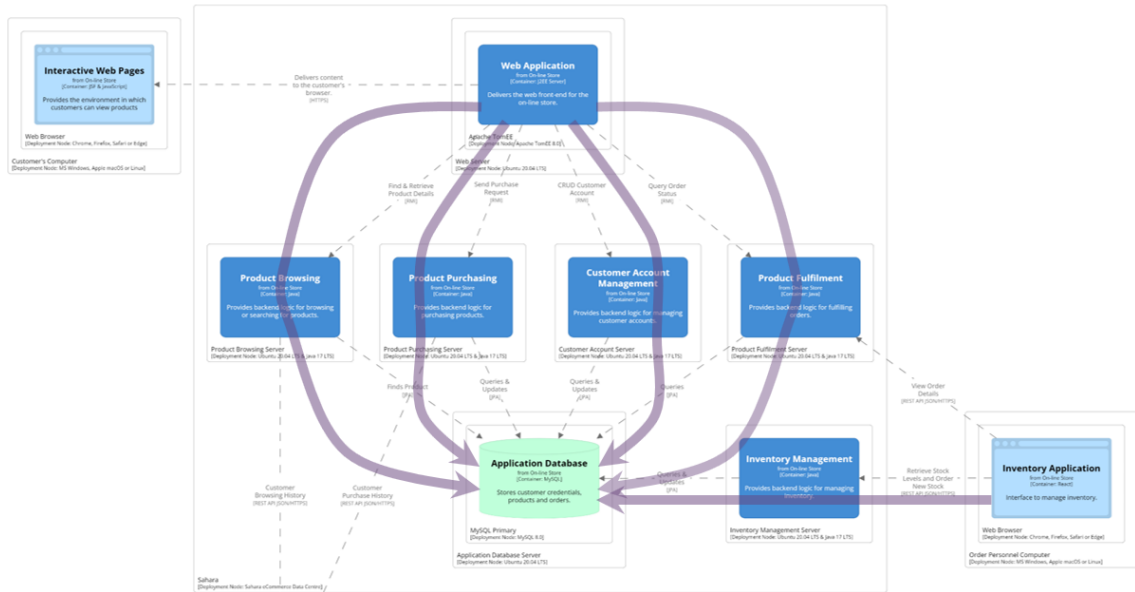 Interactive Web Pages
from On-line Store
[Container: JSF & JavaScript]
Provides the environment in which
customers can view products
Web Browser
[Deployment Node: Chrome, Firefox, Safari or Edge]
Customer's Computer
[Deployment Node: MS Windows, Apple macOS or Linux]
Delivers content
to the customer's
browser.
[HTTPS]
Web Application
from On-line Store
[Container: J2EE Server]
Delivers the web front-end for the
on-line store.
Apache TomEE
[Deployment Node: Apache TomEE 8.0]
Web Server
[Deployment Node: Ubuntu 20.04 LTS]
Find & Retrieve
Product Details
[RMI]
Send Purchase
Request
[RMI]
CRUD Customer
Account
[RMI]
Query Order
Status
[RMI]
Product Browsing
from On-line Store
[Container: Java]
Provides backend logic for browsing
or searching for products.
Product Browsing Server
[Deployment Node: Ubuntu 20.04 LTS & Java 17 LTS]
Product Purchasing
from On-line Store
[Container: Java]
Provides backend logic for
purchasing products.
Product Purchasing Server
[Deployment Node: Ubuntu 20.04 LTS & Java 17 LTS]
Customer Account
Management
from On-line Store
[Container: Java]
Provides backend logic for managing
customer accounts.
Customer Account Server
[Deployment Node: Ubuntu 20.04 LTS & Java 17 LTS]
Product Fulfilment
from On-line Store
[Container: Java]
Provides backend logic for fulfilling
orders.
Product Fulfilment Server
[Deployment Node: Ubuntu 20.04 LTS & Java 17 LTS]
Finds Product
[JPA]
Queries &
Updates
[JPA]
Queries &
Updates
[JPA]
Queries
[JPA]
View Order
Details
[REST API JSON/HTTPS]
Customer
Browsing History
[REST API JSON/HTTPS]
Customer
Purchase History
[REST API JSON/HTTPS]
Application Database
from On-line Store
[Container: MySQL]
Stores customer credentials,
products and orders.
MySQL Primary
[Deployment Node: MySQL 8.0]
Application Database Server
[Deployment Node: Ubuntu 20.04 LTS]
Queries &
Updates
[JPA]
Inventory Management
from On-line Store
[Container: Java]
Provides backend logic for managing
inventory.
Inventory Management Server
[Deployment Node: Ubuntu 20.04 LTS & Java 17 LTS]
Retrieve Stock
Levels and Order
New Stock
[REST API JSON/HTTPS]
Inventory Application
from On-line Store
[Container: React]
Interface to manage inventory.
Web Browser
[Deployment Node: Chrome, Firefox, Safari or Edge]
Order Personnel Computer
[Deployment Node: MS Windows, Apple macOS or Linux]
Sahara
[Deployment Node: Sahara eCommerce Data Centre]